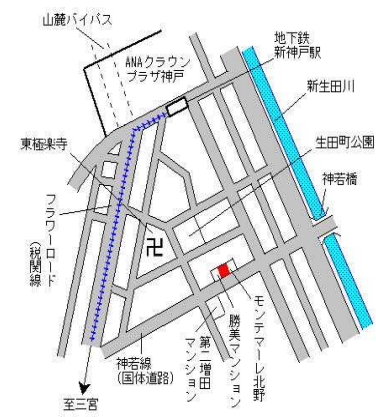 山麓バイパス
ANAクラウン
プラザ神戸
地下鉄
新神戸駅
新生田川
東極楽寺
生田町公園
神若橋
フラワーロード
(税関線)
卍
モンテマーレ北野
勝美マンション
第二増田
マンション
神若線
(国体道路)
至三宮